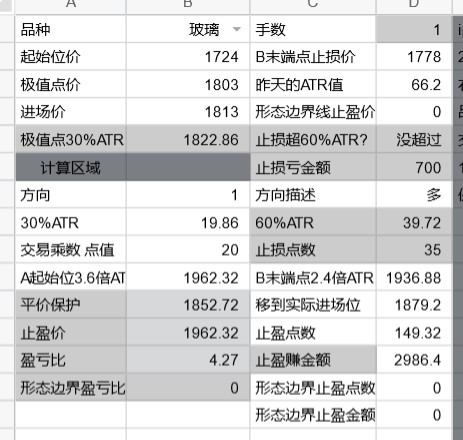 A B C D
品种 玻璃 手数 1
起始位价 1724 B末端点止损价 1778
极值点价 1803 昨天的ATR值 66.2
进场价 1813 形态边界线止盈价 0
极值点30%ATR 1822.86 止损超60%ATR? 没超过
计算区域 止损亏金额 700
方向 1 方向描述 多
30%ATR 19.86 60%ATR 39.72
交易乘数 点值 20 止损点数 35
A起始位3.6倍AT 1962.32 B末端点2.4倍ATR 1936.88
平价保护 1852.72 移到实际进场位 1879.2
止盈价 1962.32 止盈点数 149.32
盈亏比 4.27 止盈赚金额 2986.4
形态边界盈亏比 0 形态边界止盈点数 0
形态边界止盈金额 0